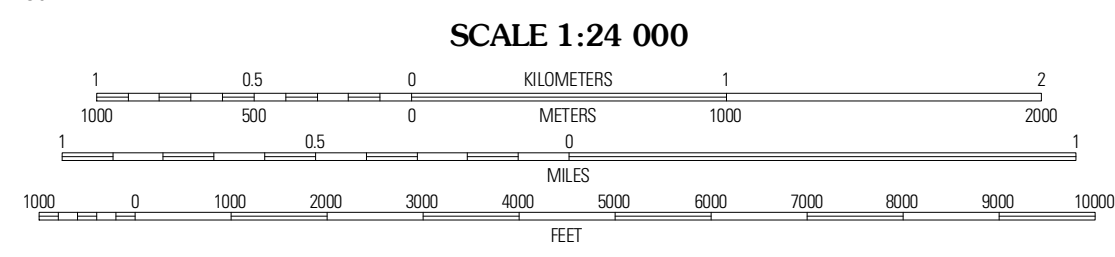 SCALE 1:24 000
1 0.5 0 KILOMETERS 1 2
1000 500 0 METERS 1000 2000
1 0.5 0 1
MILES
1000 0 1000 2000 3000 4000 5000 6000 7000 8000 9000 10000
FEET